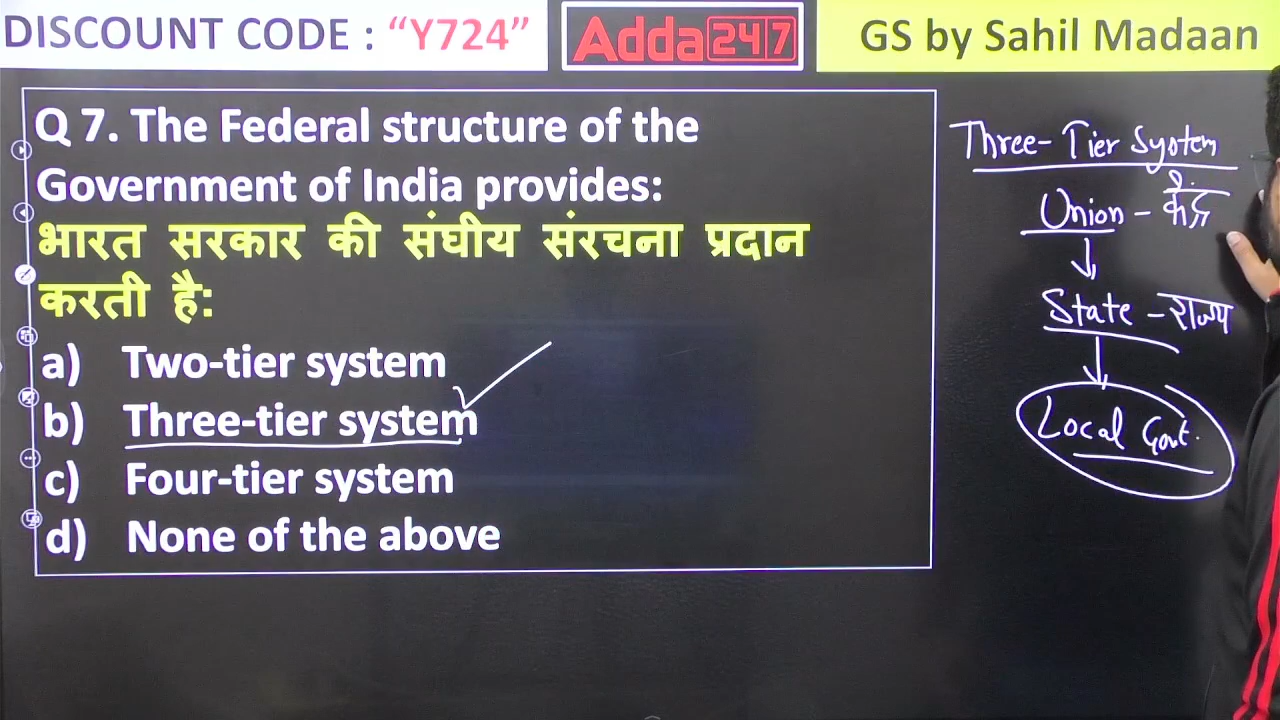 DISCOUNT CODE : “Y724”
Adda247
GS by Sahil Madaan
Q 7. The Federal structure of the
Government of India provides:
भारत सरकार की संघीय संरचना प्रदान
करती है:
a) Two-tier system
b) Three-tier system
c) Four-tier system
d) None of the above
Three-Tier System
Union - केंद्र
State - राज्य
Local Govt.